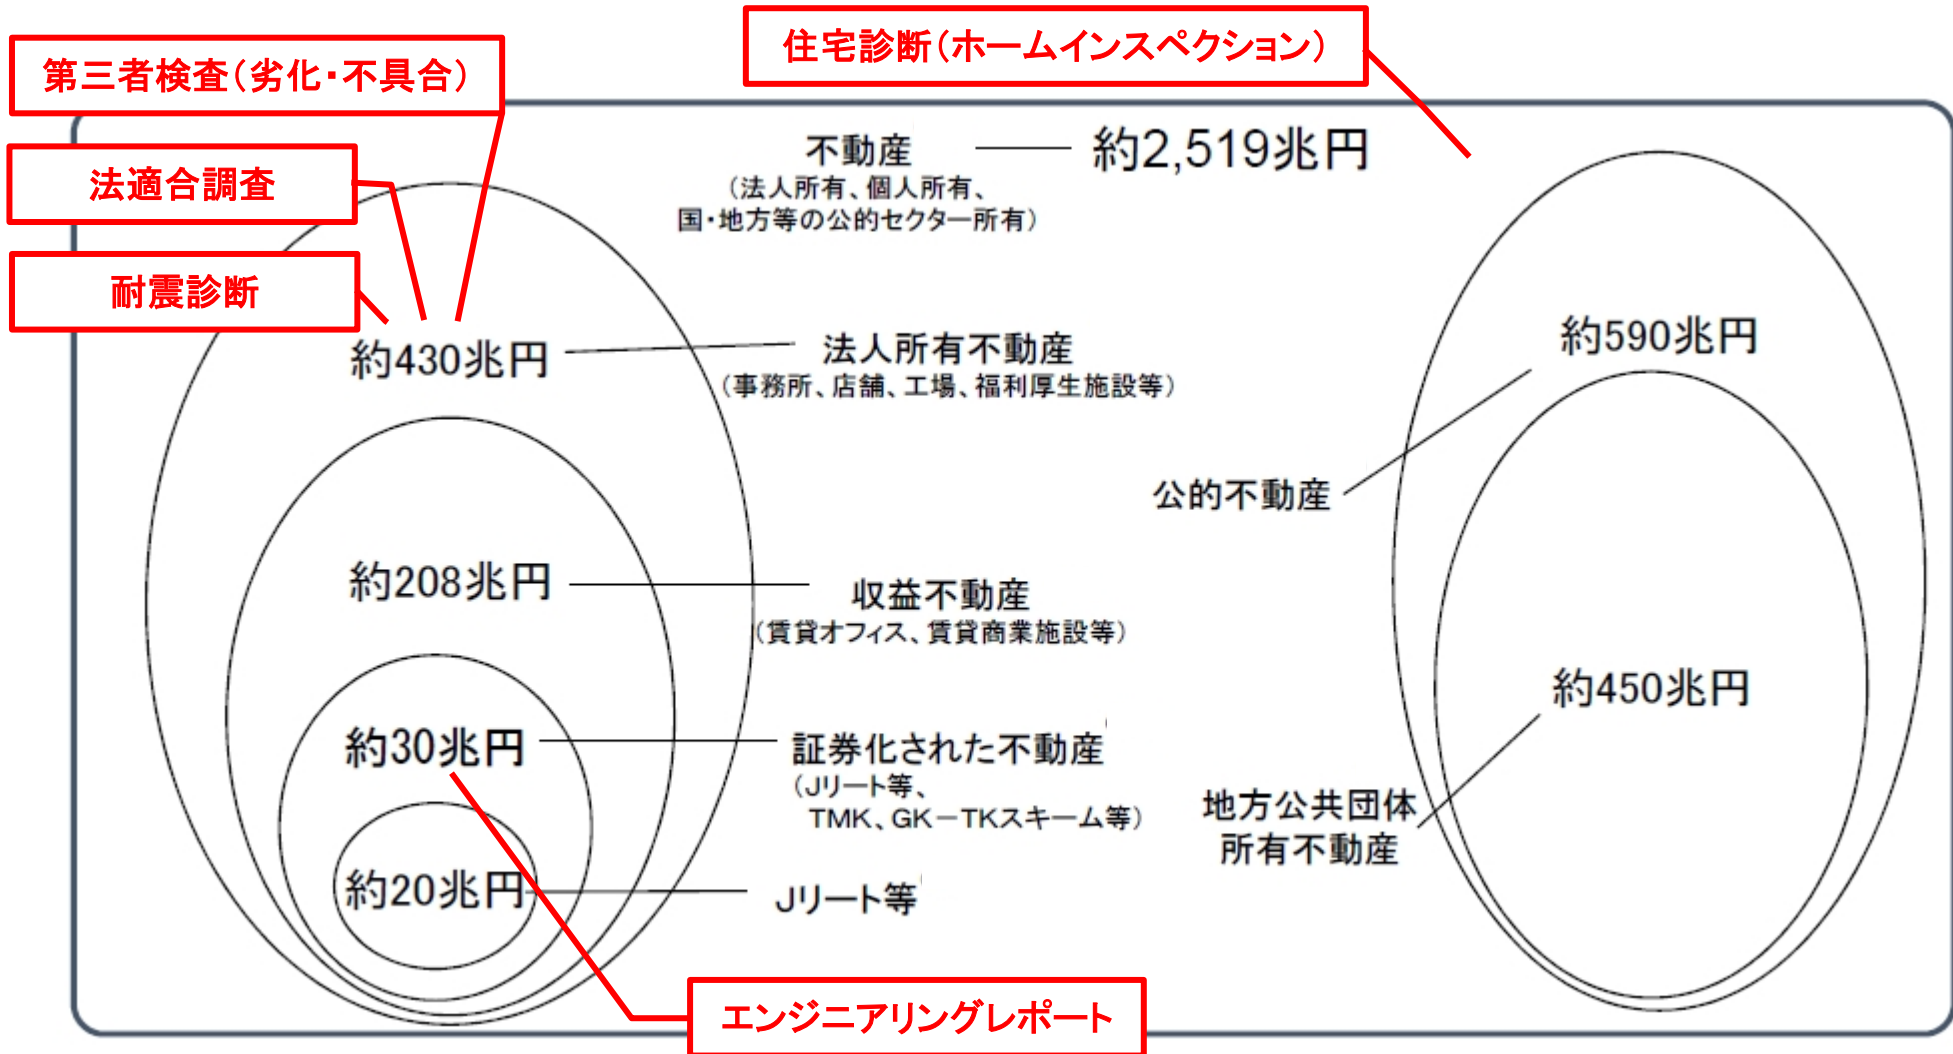 住宅診断（ホームインスペクション）
第三者検査（劣化・不具合）
法適合調査
耐震診断
不動産
約2,519兆円
（法人所有、個人所有、
国・地方等の公的セクター所有）
約430兆円
法人所有不動産
（事務所、店舗、工場、福利厚生施設等）
約590兆円
公的不動産
約208兆円
収益不動産
（賃貸オフィス、賃貸商業施設等）
約450兆円
約30兆円
証券化された不動産
（Jリート等、
TMK、GK－TKスキーム等）
地方公共団体
所有不動産
約20兆円
Jリート等
エンジニアリングレポート